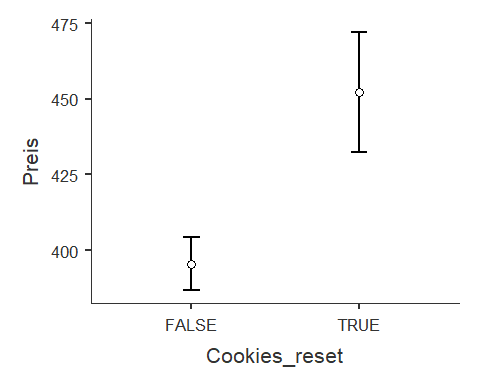 475
450
425
400
Preis
FALSE TRUE
Cookies_reset